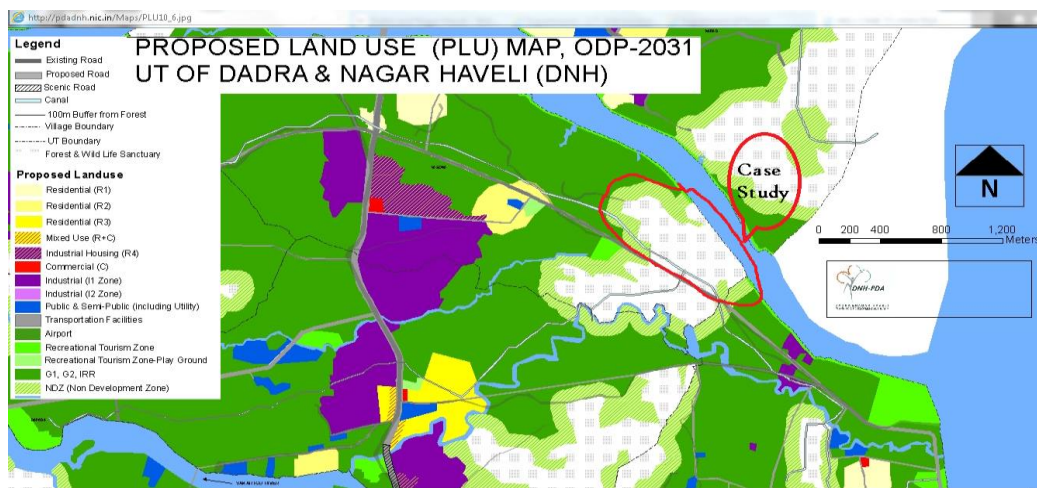 http://pdadnh.nic.in/Maps/PLU10_6.jpg
PROPOSED LAND USE (PLU) MAP, ODP-2031
UT OF DADRA & NAGAR HAVELI (DNH)
Legend
Existing Road
Proposed Road
Scenic Road
Canal
100m Buffer from Forest
Village Boundary
UT Boundary
Forest & Wild Life Sanctuary
Proposed Landuse
Residential (R1)
Residential (R2)
Residential (R3)
Mixed Use (R+C)
Industrial Housing (R4)
Commercial (C)
Industrial (I1 Zone)
Industrial (I2 Zone)
Public & Semi-Public (including Utility)
Transportation Facilities
Airport
Recreational Tourism Zone
Recreational Tourism Zone-Play Ground
G1, G2, IRR
NDZ (Non Development Zone)
Case
Study
N
0 200 400 800 1,200
Meters
DNH-PDA